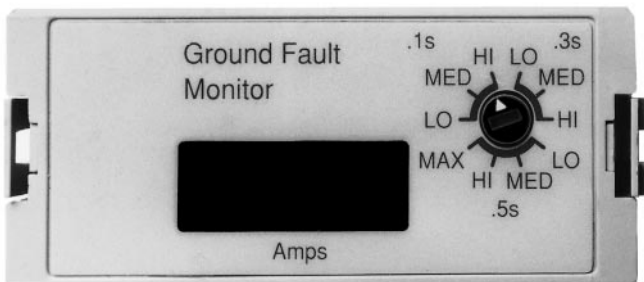 Ground Fault
Monitor
Amps
.1s
.3s
HI LO
MED MED
LO HI
MAX LO
HI MED
.5s